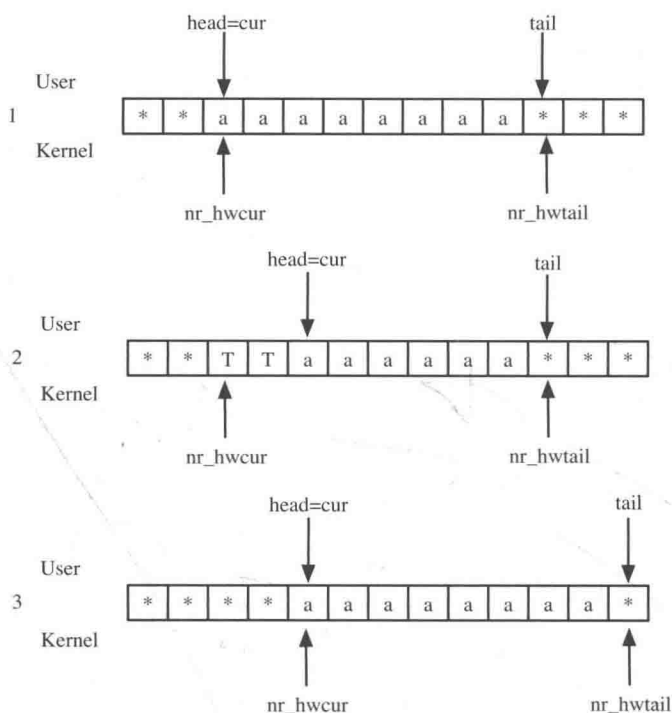 head=cur tail
User
1 * * a a a a a a a a * * *
Kernel
nr_hwcur nr_hwtail
head=cur tail
User
2 * * T T a a a a a a * * *
Kernel
nr_hwcur nr_hwtail
head=cur tail
User
3 * * * * a a a a a a a a *
Kernel
nr_hwcur nr_hwtail